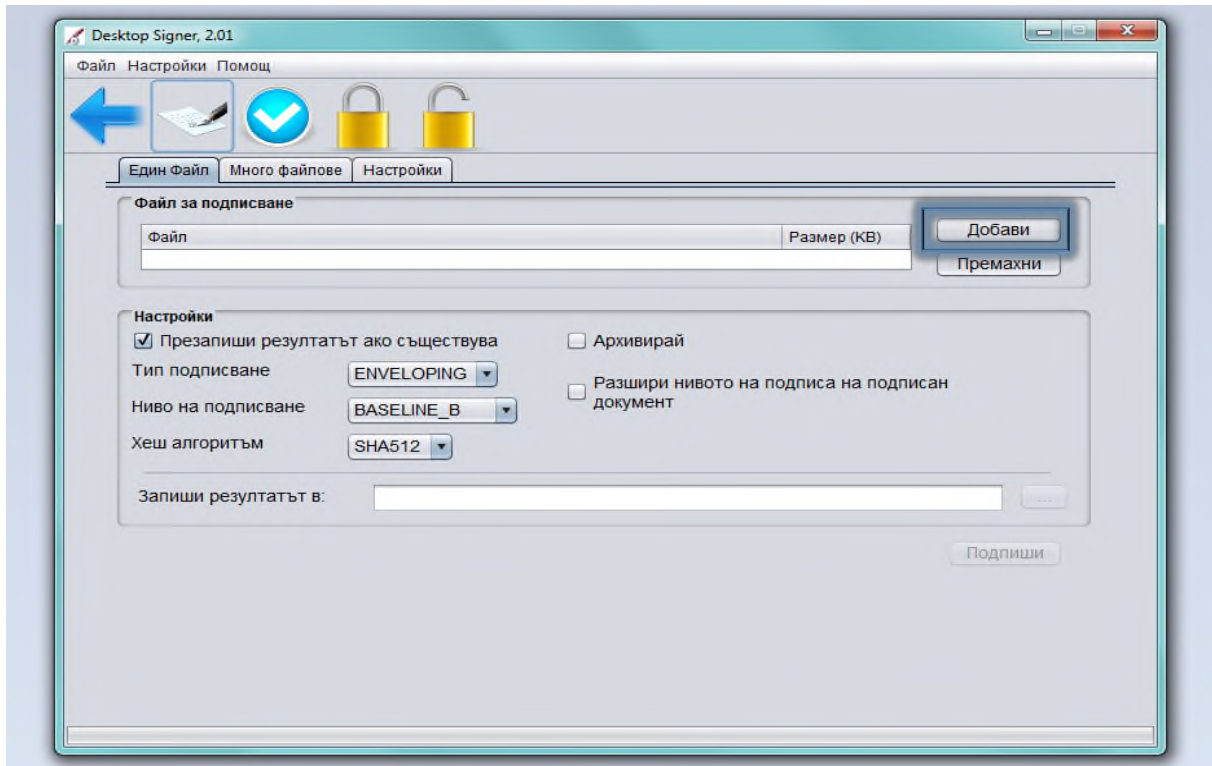 Desktop Signer, 2.01
Файл Настройки Помощ
Един Файл Много файлове Настройки
Файл за подписване
Файл Размер (KB)
Добави
Премахни
Настройки
Презапиши резултатът ако съществува
Архивирай
Тип подписване ENVELOPING
Разшири нивото на подписа на подписан
документ
Ниво на подписване BASELINE_B
Хеш алгоритъм SHA512
Запиши резултатът в: ...
Подпиши